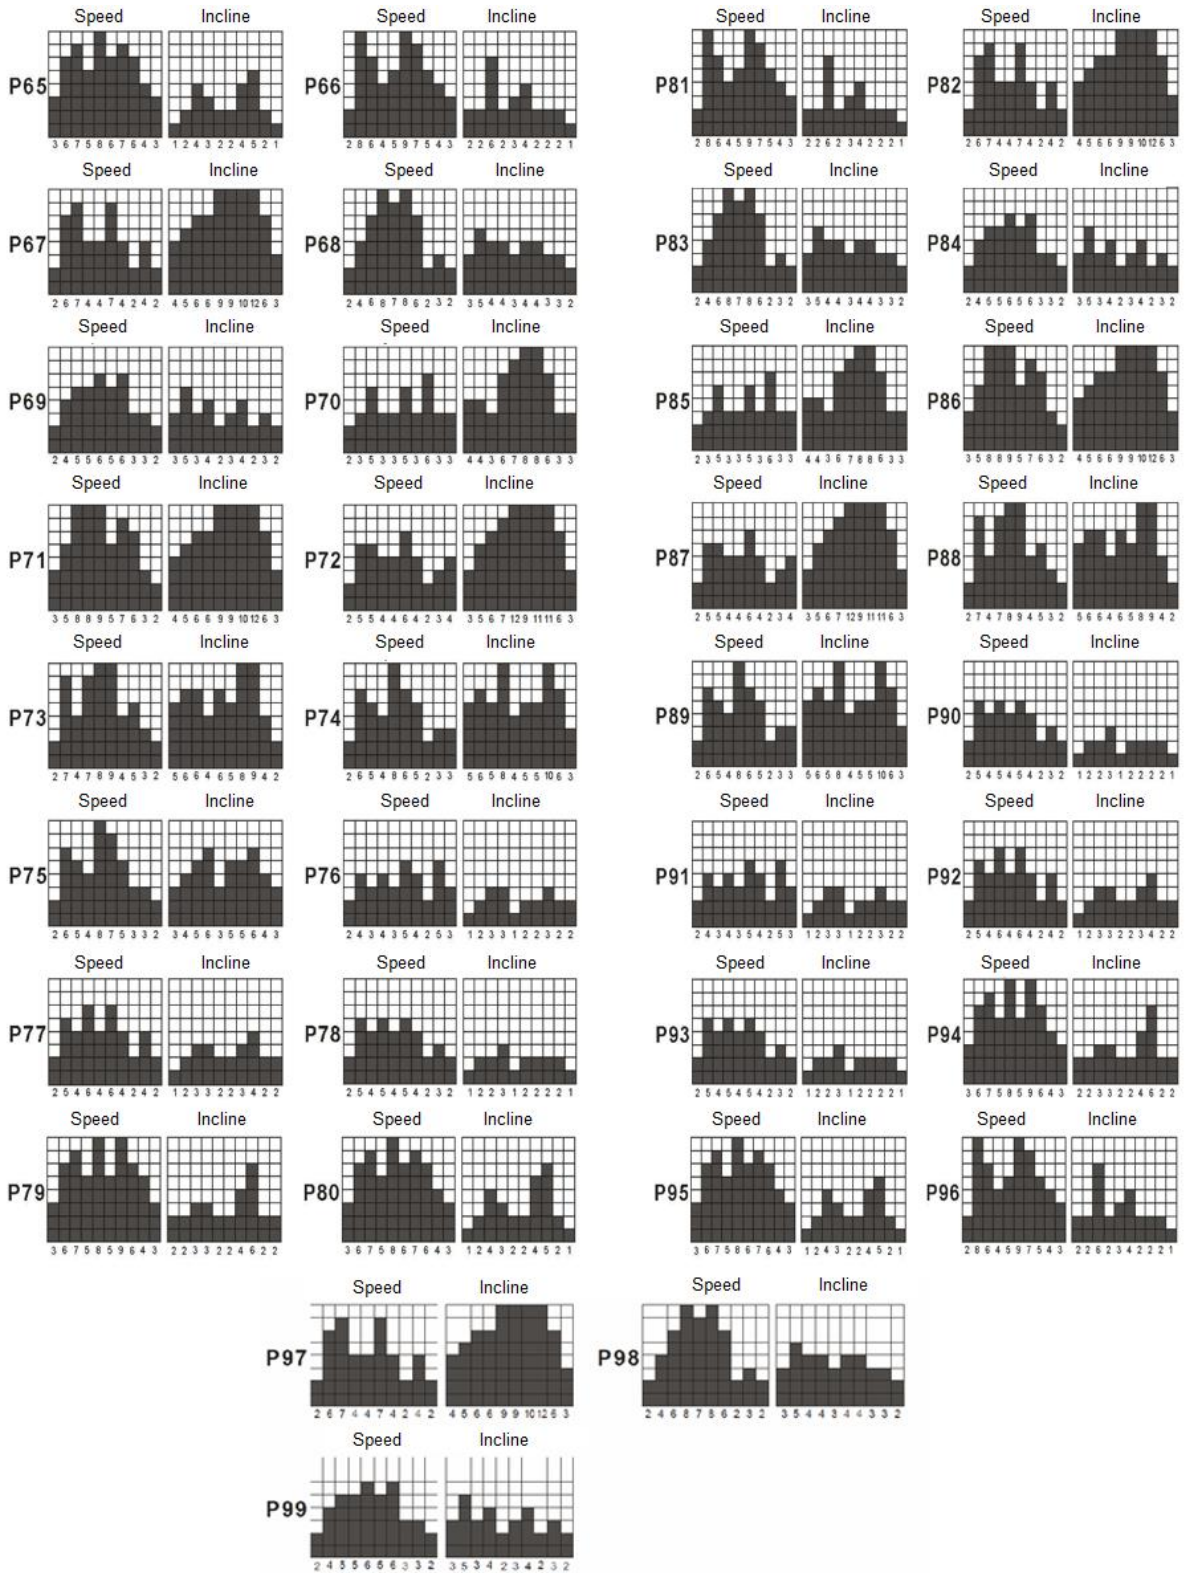 Speed Incline Speed Incline Speed Incline Speed Incline
P65 P66 P81 P82
3 6 7 5 8 6 7 6 4 3 1 2 4 3 2 2 4 5 2 1 2 8 6 4 5 9 7 5 4 3 2 2 6 2 3 4 2 2 2 1 2 8 6 4 5 9 7 5 4 3 2 2 6 2 3 4 2 2 2 1 2 6 7 4 4 7 4 2 4 2 4 5 6 6 9 9 10 12 6 3
Speed Incline Speed Incline Speed Incline Speed Incline
P67 P68 P83 P84
2 6 7 4 4 7 4 2 4 2 4 5 6 6 9 9 10 12 6 3 2 4 6 8 7 8 6 2 3 2 3 5 4 4 3 4 4 3 3 2 2 4 6 8 7 8 6 2 3 2 3 5 4 4 3 4 4 3 3 2 2 4 5 5 6 5 6 3 3 2 3 5 3 4 2 3 4 2 3 2
Speed Incline Speed Incline Speed Incline Speed Incline
P69 P70 P85 P86
2 4 5 5 6 5 6 3 3 2 3 5 3 4 2 3 4 2 3 2 2 3 5 3 3 5 3 6 3 3 4 4 3 6 7 8 8 6 3 3 2 3 5 3 3 5 3 6 3 3 4 4 3 6 7 8 8 6 3 3 3 5 8 8 9 5 7 6 3 2 4 5 6 6 9 9 10 12 6 3
Speed Incline Speed Incline Speed Incline Speed Incline
P71 P72 P87 P88
3 5 8 8 9 5 7 6 3 2 4 5 6 6 9 9 10 12 6 3 2 5 5 4 4 6 4 2 3 4 3 5 6 7 12 9 11 11 6 3 2 5 5 4 4 6 4 2 3 4 3 5 6 7 12 9 11 11 6 3 2 7 4 7 8 9 4 5 3 2 5 6 6 4 6 5 8 9 4 2
Speed Incline Speed Incline Speed Incline Speed Incline
P73 P74 P89 P90
2 7 4 7 8 9 4 5 3 2 5 6 6 4 6 5 8 9 4 2 2 6 5 4 8 6 5 2 3 3 5 6 5 8 4 5 5 10 6 3 2 6 5 4 8 6 5 2 3 3 5 6 5 8 4 5 5 10 6 3 2 5 4 5 4 5 4 2 3 2 1 2 2 3 1 2 2 2 2 1
Speed Incline Speed Incline Speed Incline Speed Incline
P75 P76 P91 P92
2 6 5 4 8 7 5 3 3 2 3 4 5 6 3 5 5 6 4 3 2 4 3 4 3 5 4 2 5 3 1 2 3 3 1 2 2 3 2 2 2 4 3 4 3 5 4 2 5 3 1 2 3 3 1 2 2 3 2 2 2 5 4 6 4 6 4 2 4 2 1 2 3 3 2 2 3 4 2 2
Speed Incline Speed Incline Speed Incline Speed Incline
P77 P78 P93 P94
2 5 4 6 4 6 4 2 4 2 1 2 3 3 2 2 3 4 2 2 2 5 4 5 4 5 4 2 3 2 1 2 2 3 1 2 2 2 2 1 2 5 4 5 4 5 4 2 3 2 1 2 2 3 1 2 2 2 2 1 3 6 7 5 8 5 9 6 4 3 2 2 3 3 2 2 4 6 2 2
Speed Incline Speed Incline Speed Incline Speed Incline
P79 P80 P95 P96
3 6 7 5 8 5 9 6 4 3 2 2 3 3 2 2 4 6 2 2 3 6 7 5 8 6 7 6 4 3 1 2 4 3 2 2 4 5 2 1 3 6 7 5 8 6 7 6 4 3 1 2 4 3 2 2 4 5 2 1 2 8 6 4 5 9 7 5 4 3 2 2 6 2 3 4 2 2 2 1
Speed Incline Speed Incline
P97 P98
2 6 7 4 4 7 4 2 4 2 4 5 6 6 9 9 10 12 6 3 2 4 6 8 7 8 6 2 3 2 3 5 4 4 3 4 4 3 3 2
Speed Incline
P99
2 4 5 5 6 5 6 3 3 2 3 5 3 4 2 3 4 2 3 2